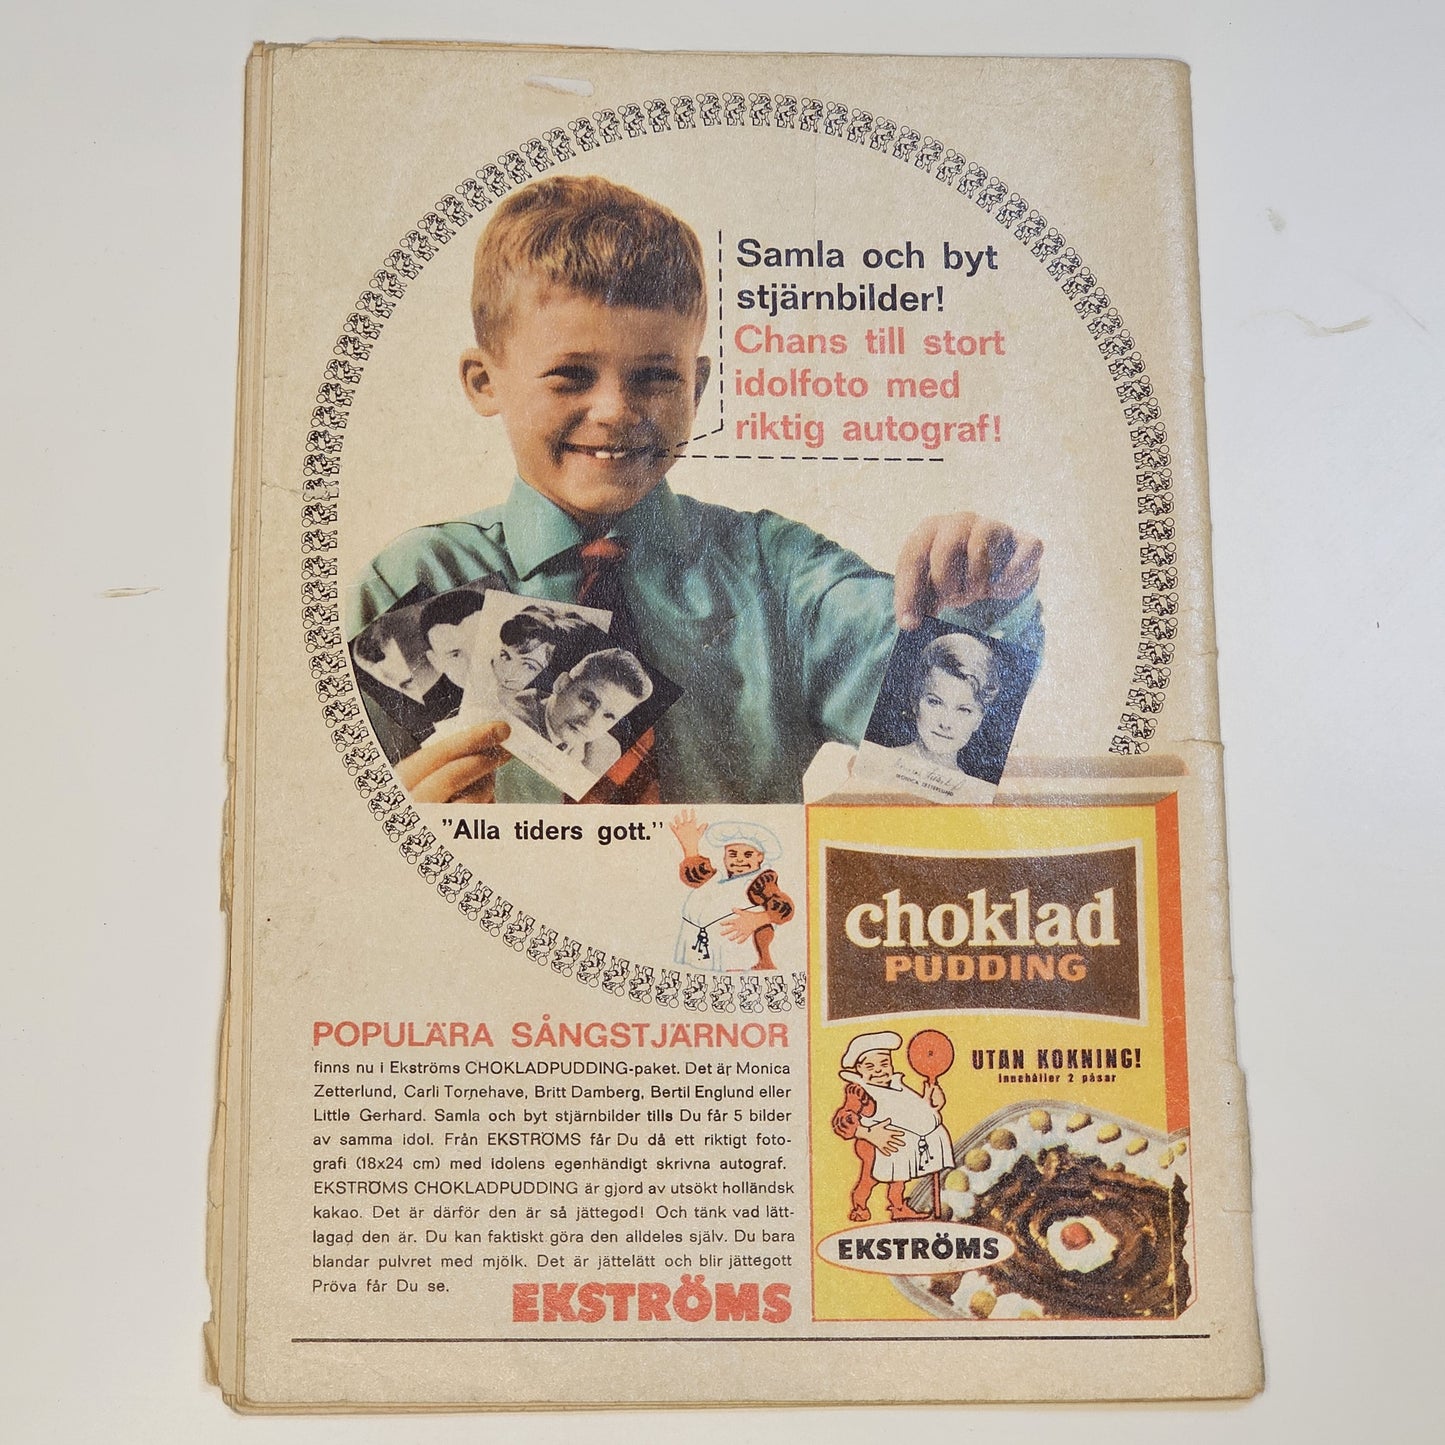 Samla och byt
stjärnbilder!
Chans till stort
idolfoto med
riktig autograf!
MONICA ZETTERLUND
"Alla tiders gott."
choklad
PUDDING
UTAN KOKNING!
Innehåller 2 påsar
EKSTRÖMS
POPULÄRA SÅNGSTJÄRNOR
finns nu i Ekströms CHOKLADPUDDING-paket. Det är Monica
Zetterlund, Carli Tornehave, Britt Damberg, Bertil Englund eller
Little Gerhard. Samla och byt stjärnbilder tills Du får 5 bilder
av samma idol. Från EKSTRÖMS får Du då ett riktigt foto-
grafi (18x24 cm) med idolens egenhändigt skrivna autograf.
EKSTRÖMS CHOKLADPUDDING är gjord av utsökt holländsk
kakao. Det är därför den är så jättegod! Och tänk vad lätt-
lagad den är. Du kan faktiskt göra den alldeles själv. Du bara
blandar pulvret med mjölk. Det är jättelätt och blir jättegott
Pröva får Du se.
EKSTRÖMS